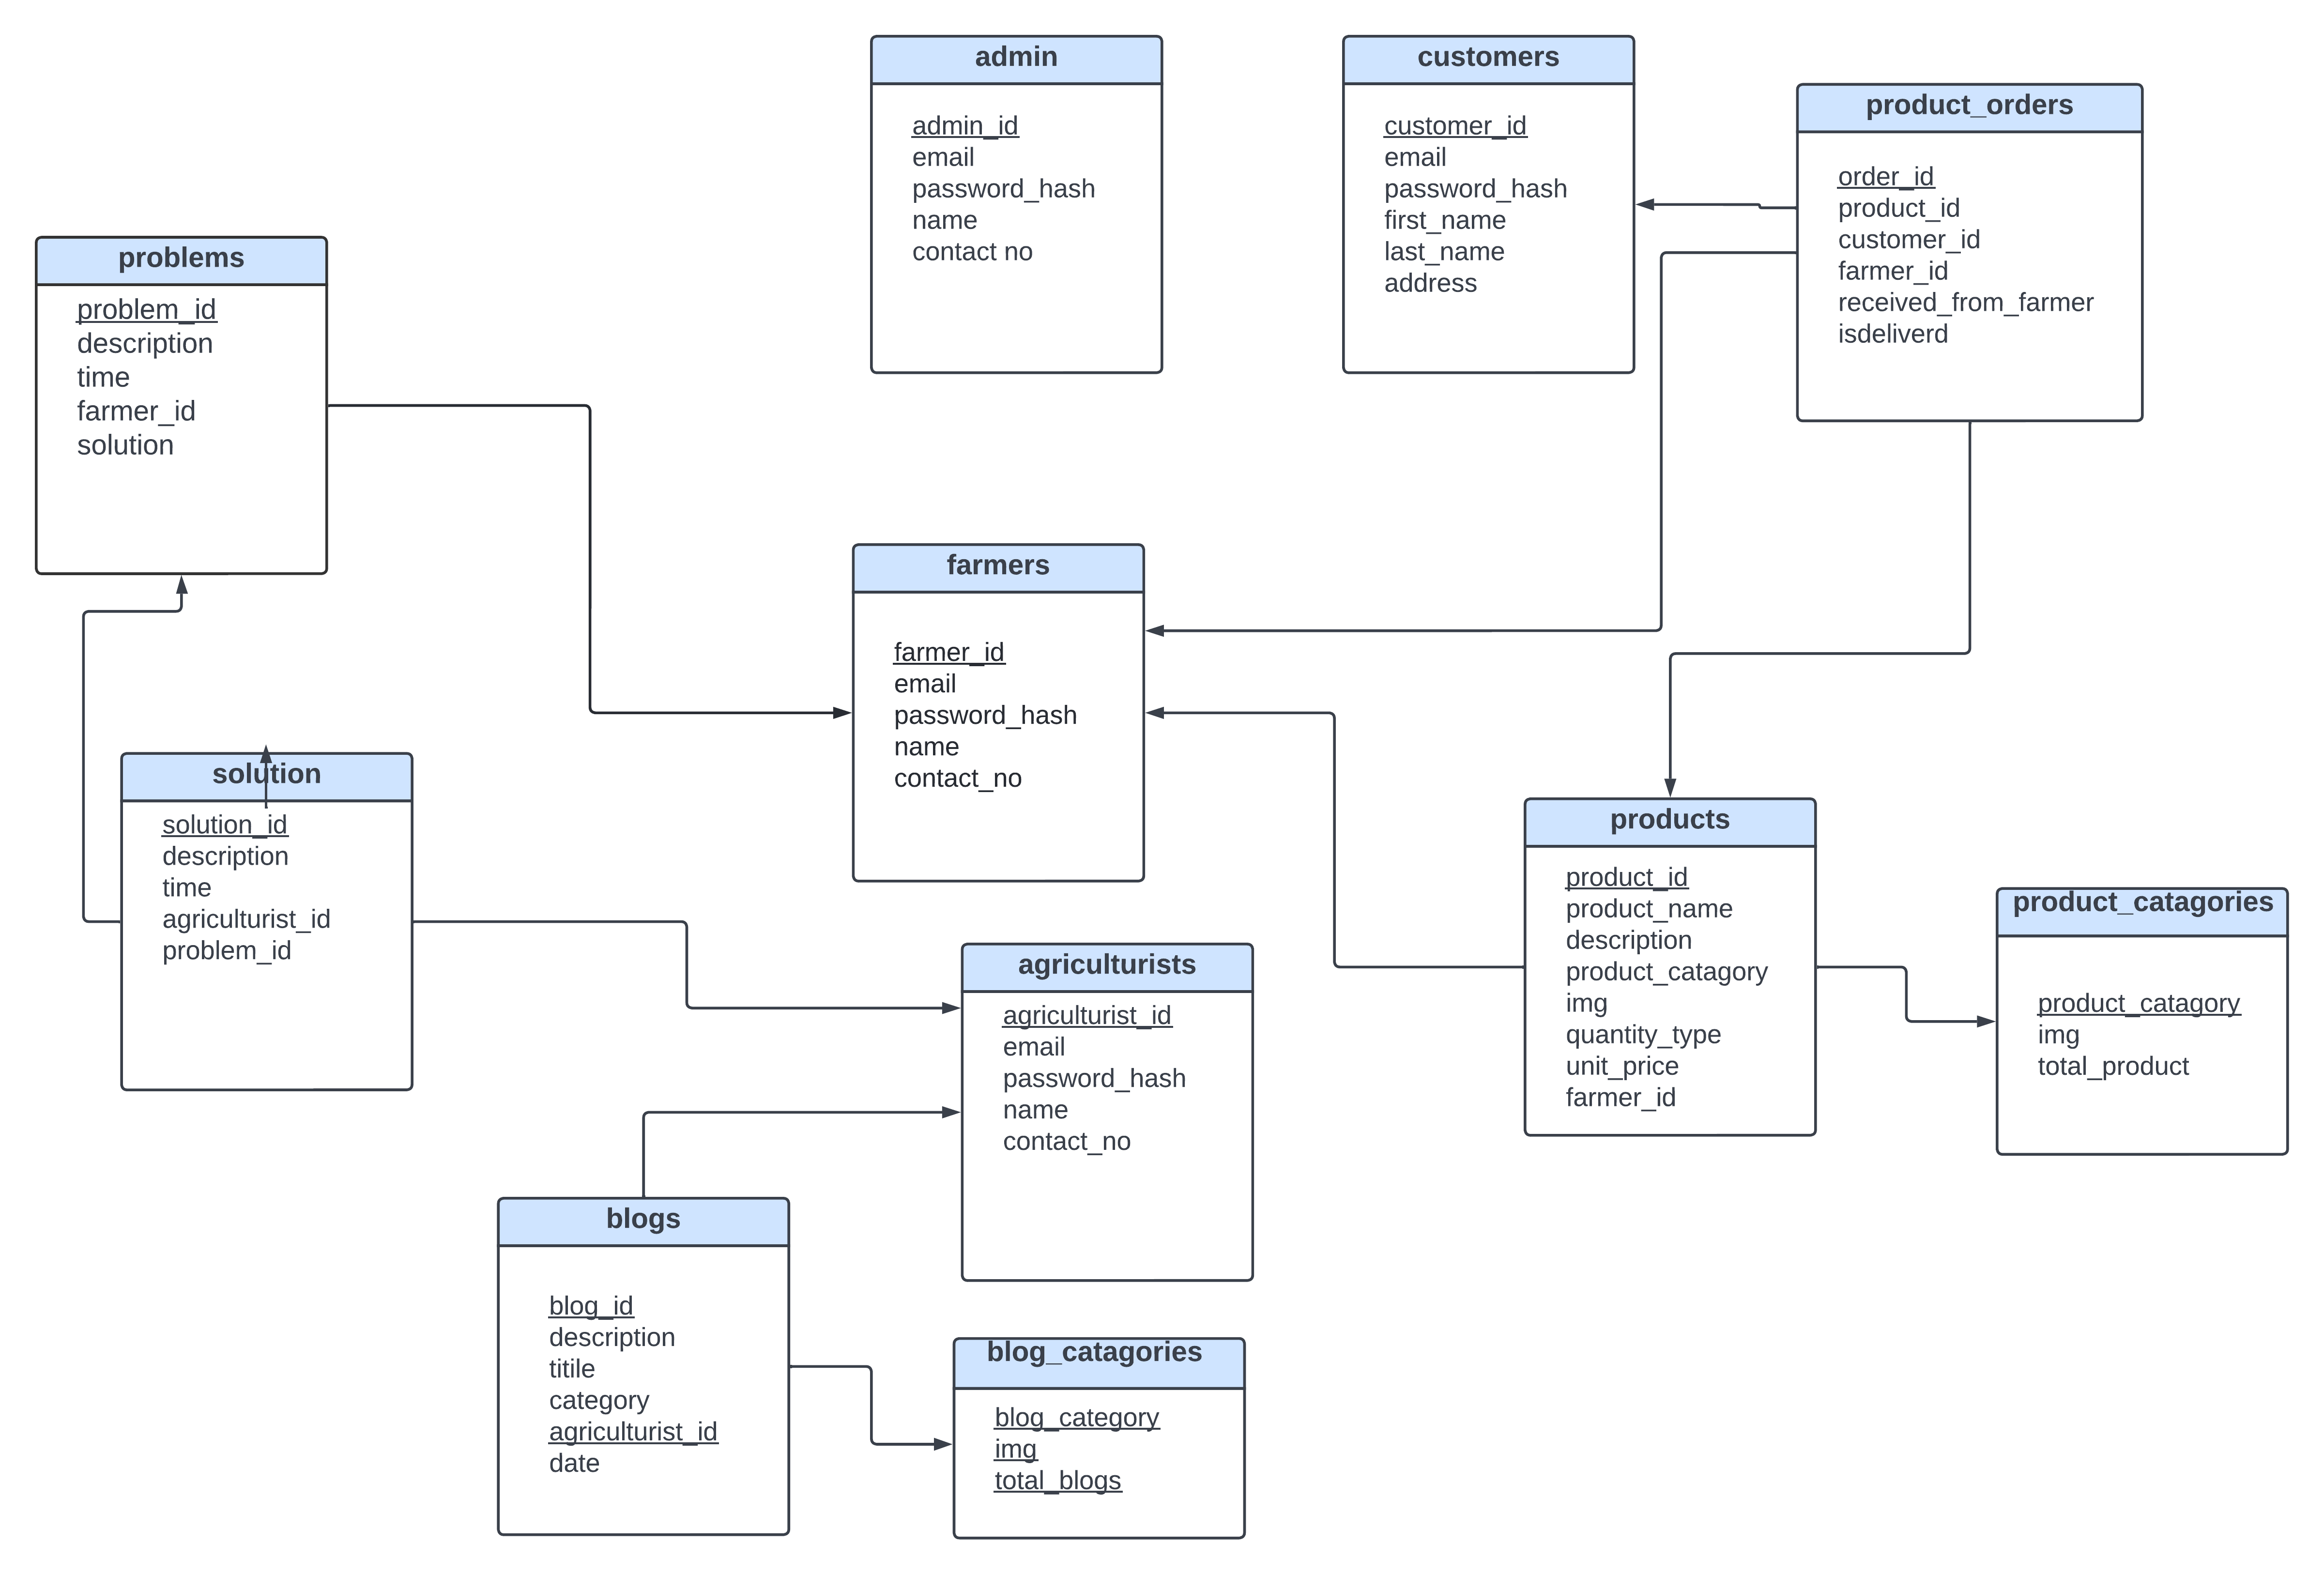 admin
admin_id
email
password_hash
name
contact no
customers
customer_id
email
password_hash
first_name
last_name
address
product_orders
order_id
product_id
customer_id
farmer_id
received_from_farmer
isdeliverd
problems
problem_id
description
time
farmer_id
solution
farmers
farmer_id
email
password_hash
name
contact_no
solution
solution_id
description
time
agriculturist_id
problem_id
products
product_id
product_name
description
product_catagory
img
quantity_type
unit_price
farmer_id
product_catagories
product_catagory
img
total_product
agriculturists
agriculturist_id
email
password_hash
name
contact_no
blogs
blog_id
description
titile
category
agriculturist_id
date
blog_catagories
blog_category
img
total_blogs